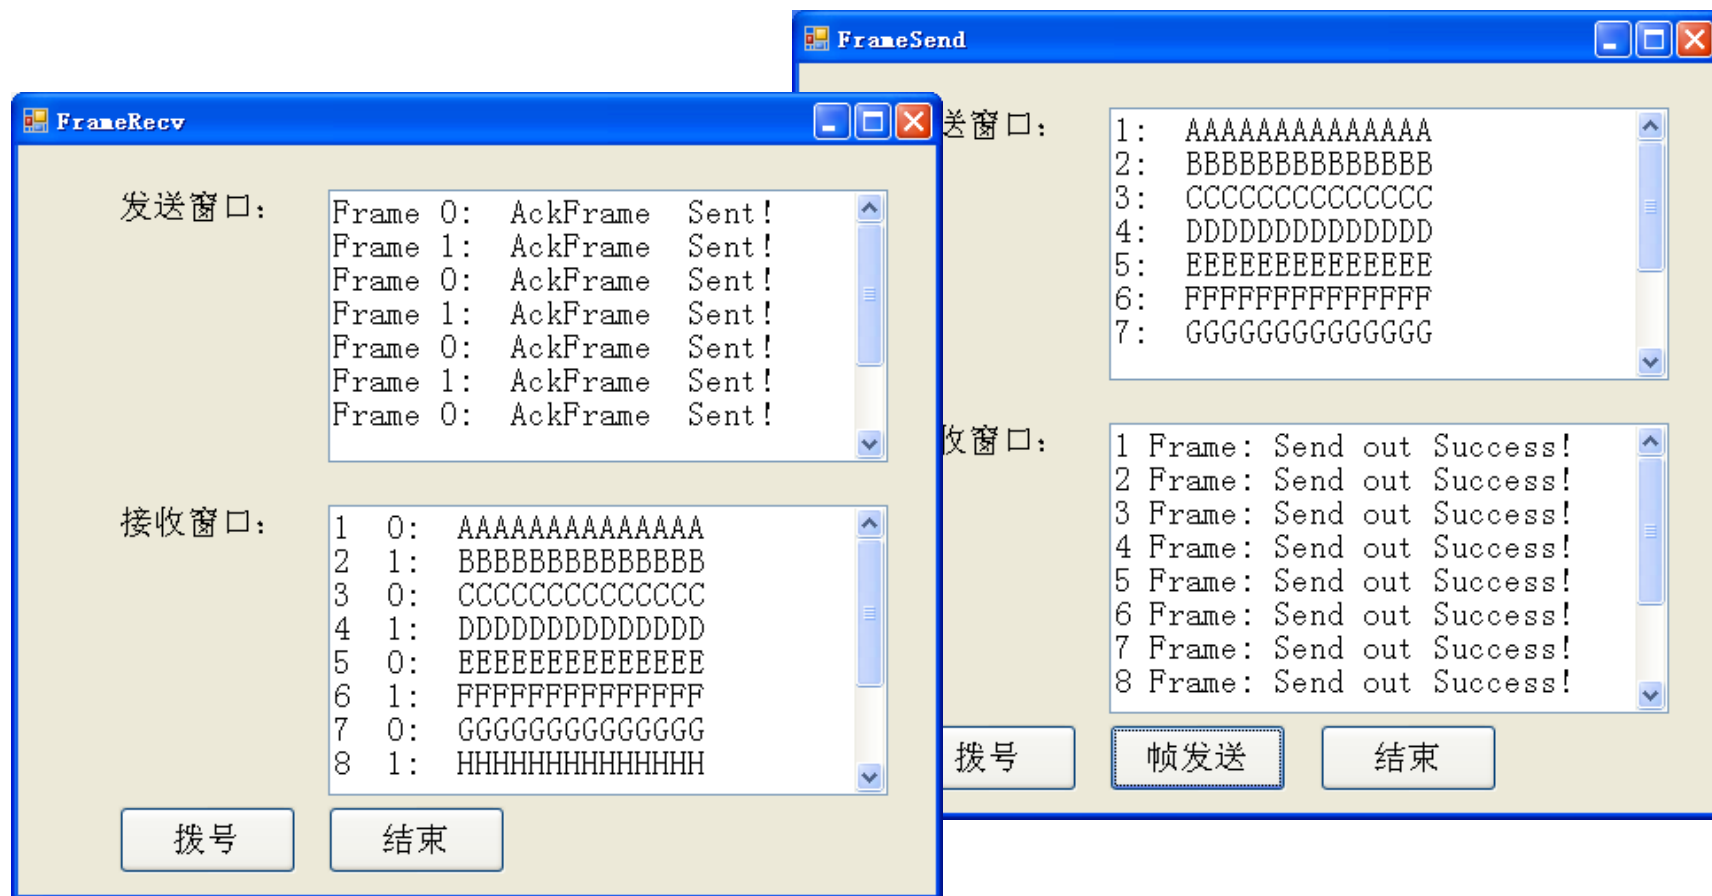 FrameRecv
发送窗口：
Frame 0:  AckFrame  Sent!
Frame 1:  AckFrame  Sent!
Frame 0:  AckFrame  Sent!
Frame 1:  AckFrame  Sent!
Frame 0:  AckFrame  Sent!
Frame 1:  AckFrame  Sent!
Frame 0:  AckFrame  Sent!
接收窗口：
1  0:  AAAAAAAAAAAAAA
2  1:  BBBBBBBBBBBBBB
3  0:  CCCCCCCCCCCCCC
4  1:  DDDDDDDDDDDDDD
5  0:  EEEEEEEEEEEEEE
6  1:  FFFFFFFFFFFFFF
7  0:  GGGGGGGGGGGGGG
8  1:  HHHHHHHHHHHHHH
拨号
结束
FrameSend
送窗口：
1:  AAAAAAAAAAAAAA
2:  BBBBBBBBBBBBBB
3:  CCCCCCCCCCCCCC
4:  DDDDDDDDDDDDDD
5:  EEEEEEEEEEEEEE
6:  FFFFFFFFFFFFFF
7:  GGGGGGGGGGGGGG
收窗口：
1 Frame: Send out Success!
2 Frame: Send out Success!
3 Frame: Send out Success!
4 Frame: Send out Success!
5 Frame: Send out Success!
6 Frame: Send out Success!
7 Frame: Send out Success!
8 Frame: Send out Success!
拨号
帧发送
结束